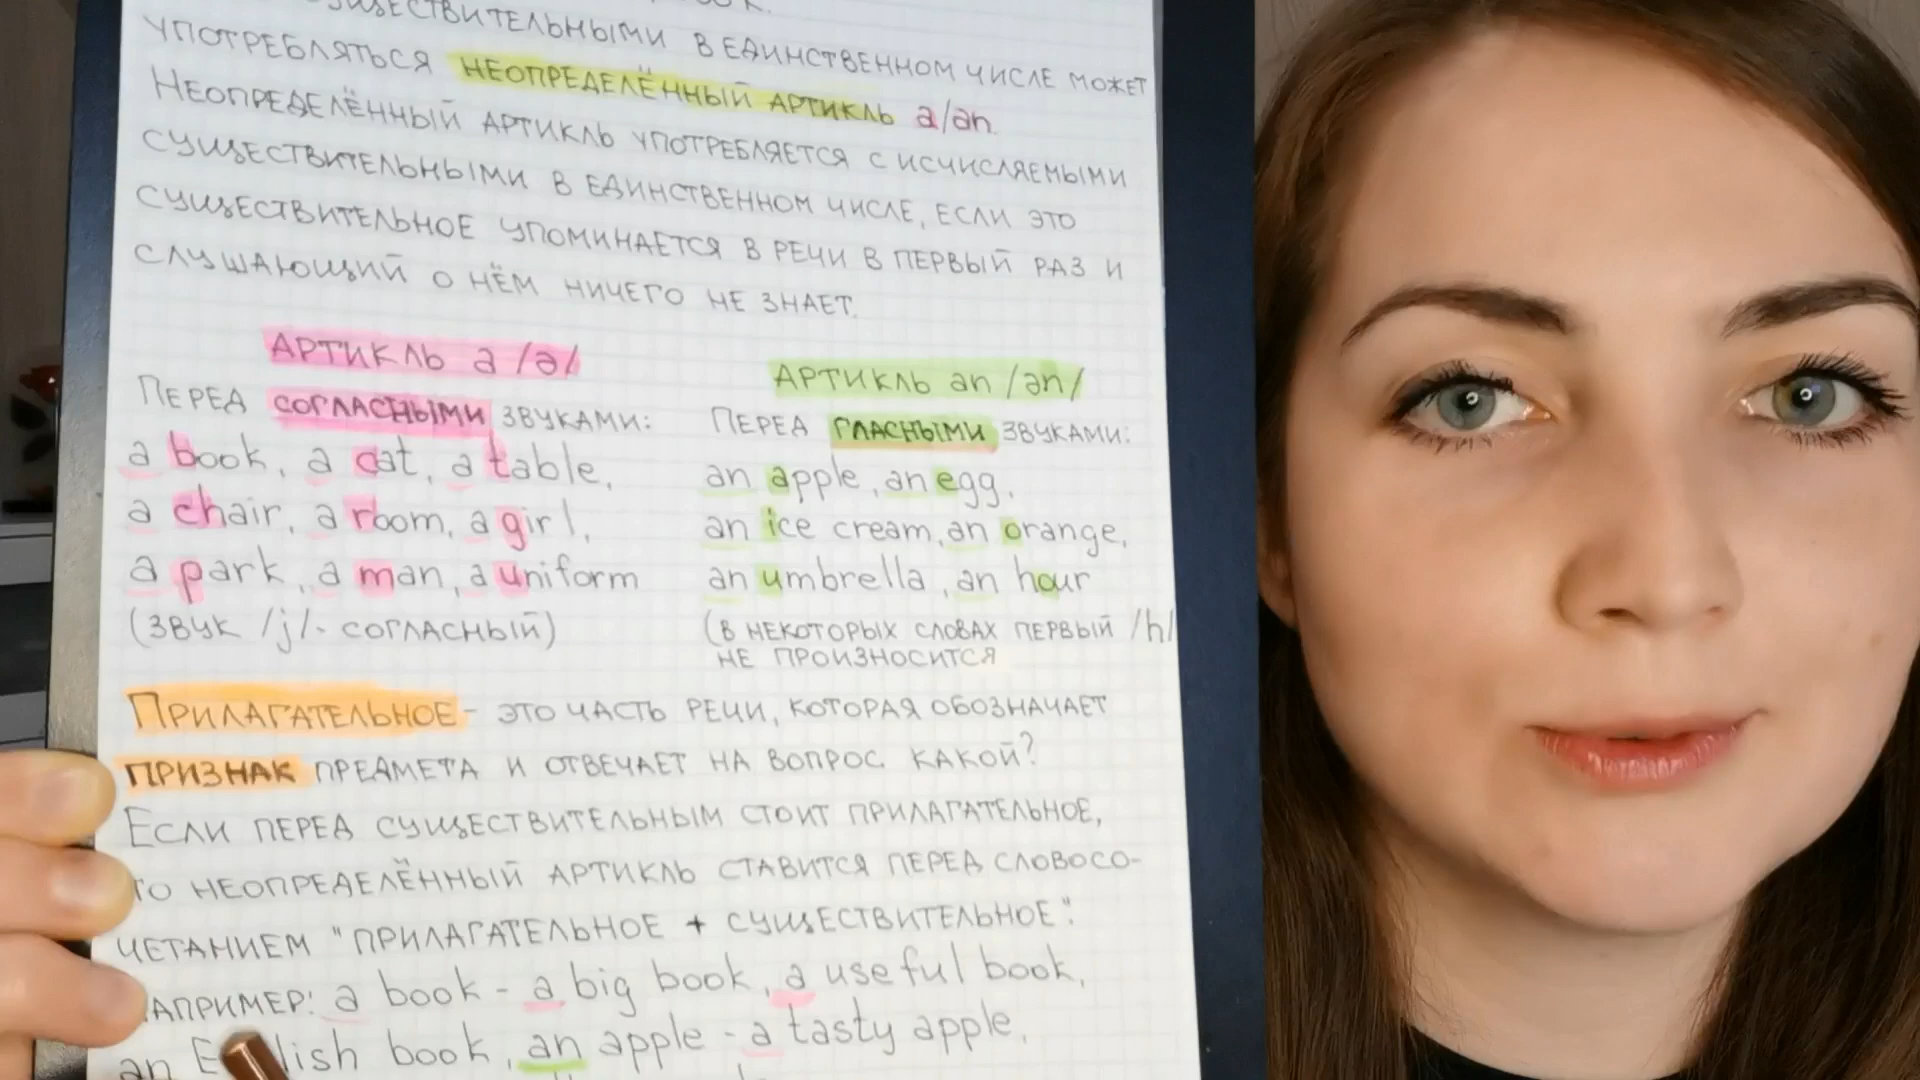 СУЩЕСТВИТЕЛЬНЫМИ В ЕДИНСТВЕННОМ ЧИСЛЕ МОЖЕТ
УПОТРЕБЛЯТЬСЯ НЕОПРЕДЕЛЁННЫЙ АРТИКЛЬ a/an.
НЕОПРЕДЕЛЁННЫЙ АРТИКЛЬ УПОТРЕБЛЯЕТСЯ С ИСЧИСЛЯЕМЫМИ
СУЩЕСТВИТЕЛЬНЫМИ В ЕДИНСТВЕННОМ ЧИСЛЕ, ЕСЛИ ЭТО
СУЩЕСТВИТЕЛЬНОЕ УПОМИНАЕТСЯ В РЕЧИ В ПЕРВЫЙ РАЗ И
СЛУШАЮЩИЙ О НЁМ НИЧЕГО НЕ ЗНАЕТ.
АРТИКЛЬ a /ə/
ПЕРЕД СОГЛАСНЫМИ ЗВУКАМИ:
a book, a cat, a table,
a chair, a room, a girl,
a park, a man, a uniform
(ЗВУК /j/- СОГЛАСНЫЙ)
АРТИКЛЬ an /ən/
ПЕРЕД ГЛАСНЫМИ ЗВУКАМИ:
an apple, an egg,
an ice cream, an orange,
an umbrella, an hour
(В НЕКОТОРЫХ СЛОВАХ ПЕРВЫЙ /h/
НЕ ПРОИЗНОСИТСЯ
ПРИЛАГАТЕЛЬНОЕ - ЭТО ЧАСТЬ РЕЧИ, КОТОРАЯ ОБОЗНАЧАЕТ
ПРИЗНАК ПРЕДМЕТА И ОТВЕЧАЕТ НА ВОПРОС КАКОЙ?
ЕСЛИ ПЕРЕД СУЩЕСТВИТЕЛЬНЫМ СТОИТ ПРИЛАГАТЕЛЬНОЕ,
ТО НЕОПРЕДЕЛЁННЫЙ АРТИКЛЬ СТАВИТСЯ ПЕРЕД СЛОВОСО-
ЧЕТАНИЕМ "ПРИЛАГАТЕЛЬНОЕ + СУЩЕСТВИТЕЛЬНОЕ".
НАПРИМЕР: a book - a big book, a useful book,
an English book, an apple - a tasty apple,